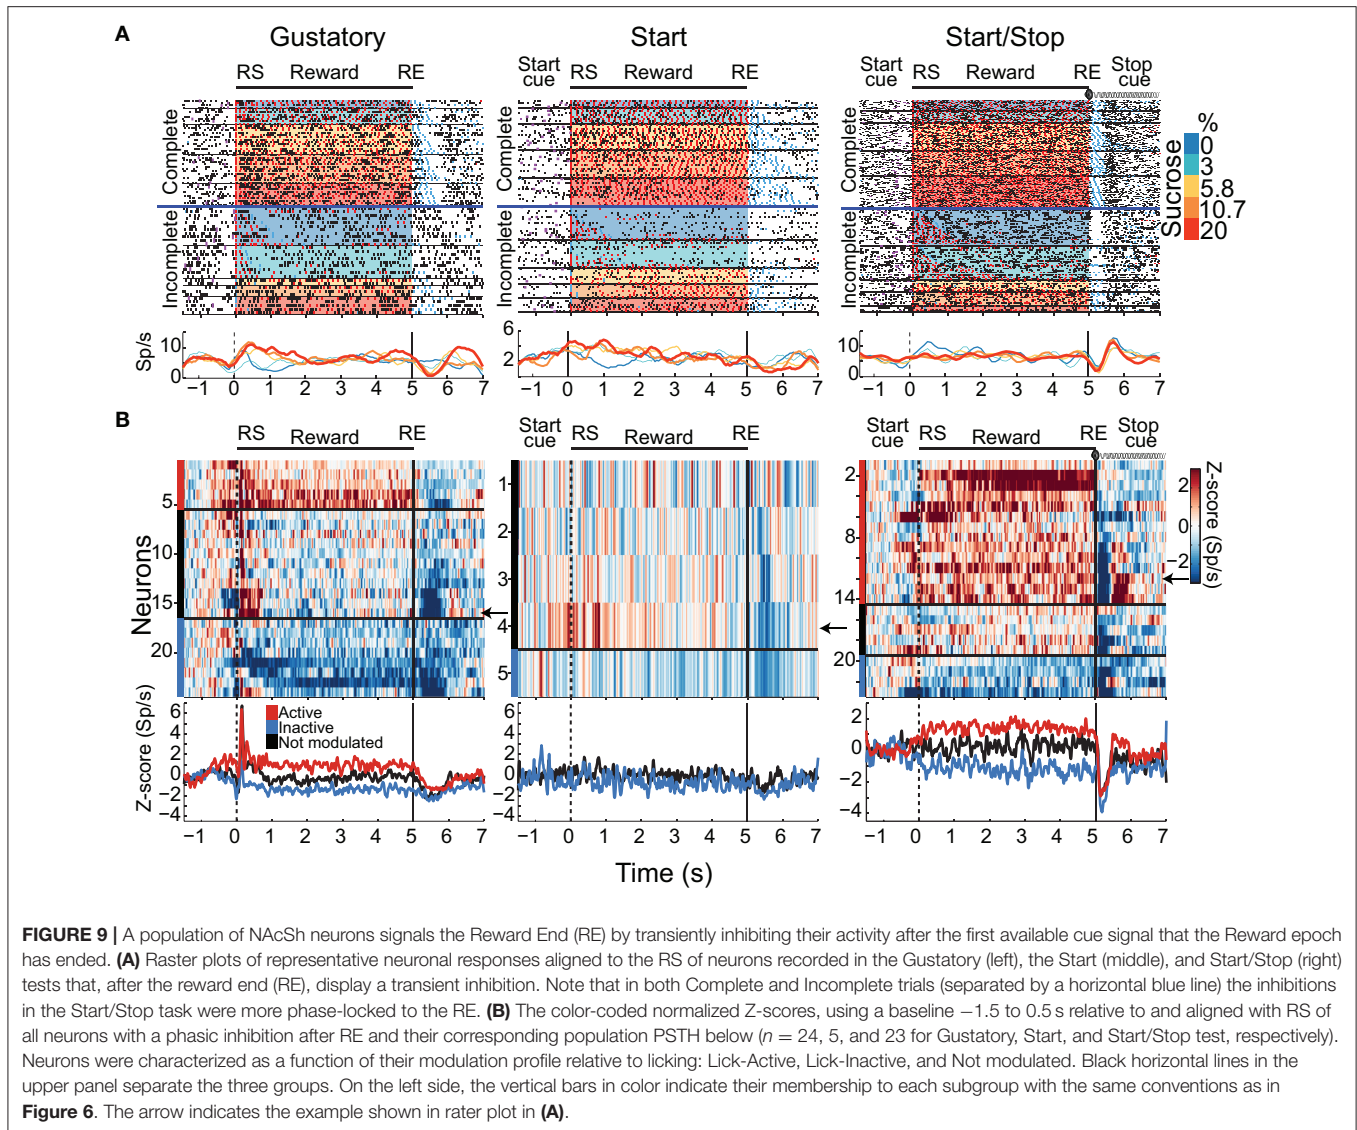 A
Gustatory
Start
Start/Stop
RS Reward RE
Start cue RS Reward RE
Start cue RS Reward RE Stop cue
Complete
Incomplete
Complete
Incomplete
Complete
Incomplete
Sucrose
%
0
3
5.8
10.7
20
Sp/s
10
0
6
2
10
0
−1 0 1 2 3 4 5 6 7
−1 0 1 2 3 4 5 6 7
−1 0 1 2 3 4 5 6 7
B
RS Reward RE
Start cue RS Reward RE
Start cue RS Reward RE Stop cue
Neurons
5
10
15
20
1
2
3
4
5
2
8
14
20
2
0
−2
Z-score (Sp/s)
Z-score (Sp/s)
6
4
2
0
−2
−4
Active
Inactive
Not modulated
6
4
2
0
−2
−4
2
0
−2
−4
−1 0 1 2 3 4 5 6 7
−1 0 1 2 3 4 5 6 7
−1 0 1 2 3 4 5 6 7
Time (s)
FIGURE 9 | A population of NAcSh neurons signals the Reward End (RE) by transiently inhibiting their activity after the first available cue signal that the Reward epoch
has ended. (A) Raster plots of representative neuronal responses aligned to the RS of neurons recorded in the Gustatory (left), the Start (middle), and Start/Stop (right)
tests that, after the reward end (RE), display a transient inhibition. Note that in both Complete and Incomplete trials (separated by a horizontal blue line) the inhibitions
in the Start/Stop task were more phase-locked to the RE. (B) The color-coded normalized Z-scores, using a baseline −1.5 to 0.5 s relative to and aligned with RS of
all neurons with a phasic inhibition after RE and their corresponding population PSTH below (n = 24, 5, and 23 for Gustatory, Start, and Start/Stop test, respectively).
Neurons were characterized as a function of their modulation profile relative to licking: Lick-Active, Lick-Inactive, and Not modulated. Black horizontal lines in the
upper panel separate the three groups. On the left side, the vertical bars in color indicate their membership to each subgroup with the same conventions as in
Figure 6. The arrow indicates the example shown in rater plot in (A).